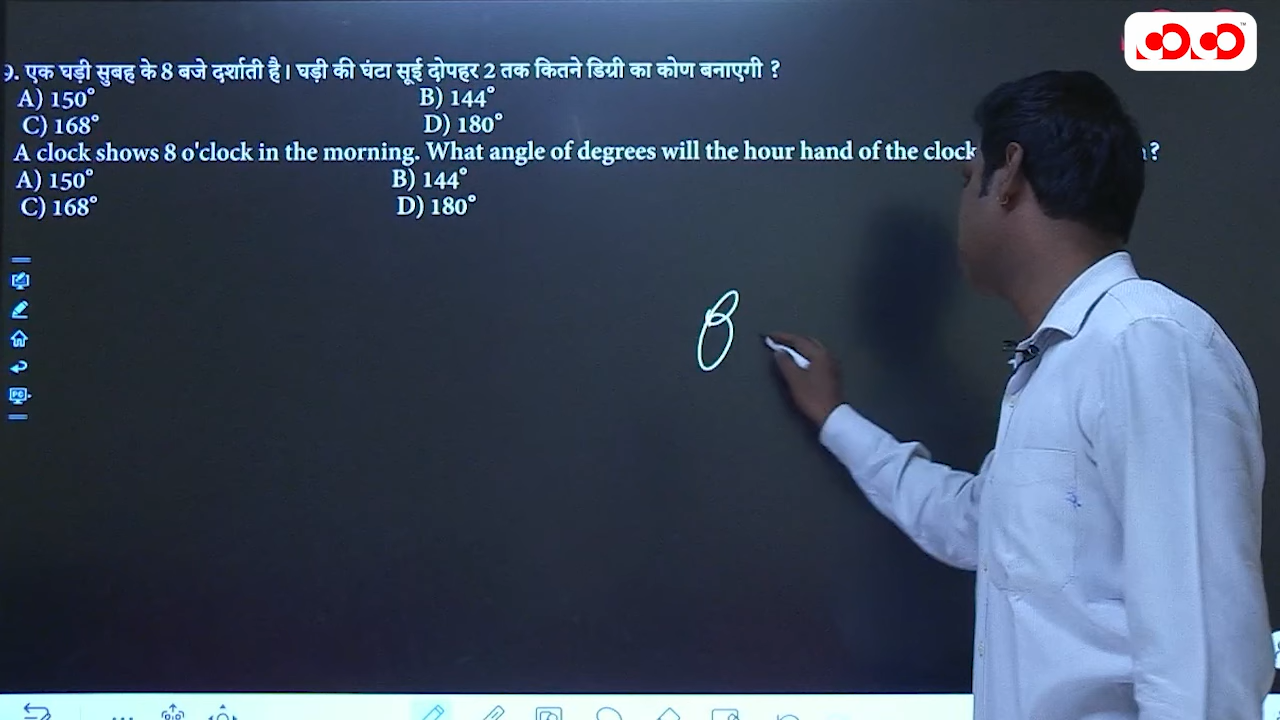 9. एक घड़ी सुबह के 8 बजे दर्शाती है। घड़ी की घंटा सूई दोपहर 2 तक कितने डिग्री का कोण बनाएगी ?
A) 150° B) 144°
C) 168° D) 180°
A clock shows 8 o'clock in the morning. What angle of degrees will the hour hand of the clock ?
A) 150° B) 144°
C) 168° D) 180°
8